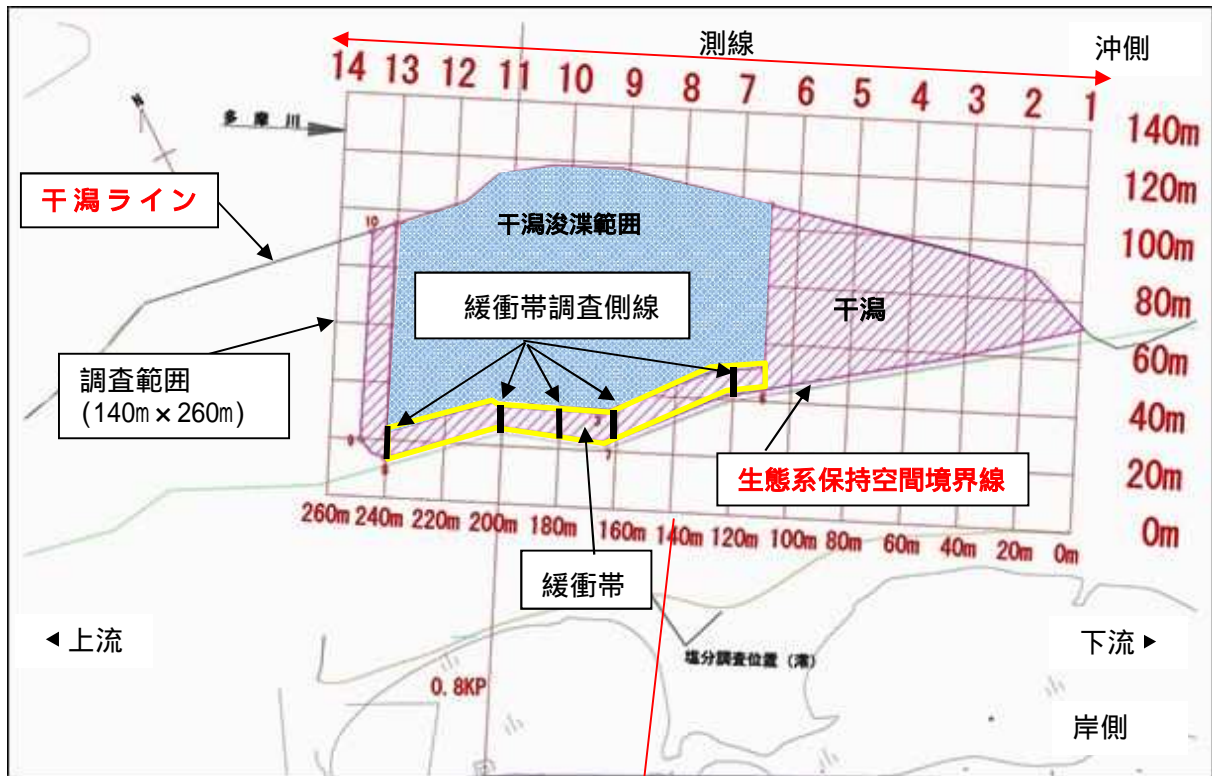 測線
沖側
14 13 12 11 10 9 8 7 6 5 4 3 2 1
140m
多摩川
120m
干潟ライン
10
干潟浚渫範囲
100m
緩衝帯調査側線
干潟
80m
60m
調査範囲
(140m×260m)
40m
生態系保持空間境界線
20m
0m
260m 240m 220m 200m 180m 160m 140m 120m 100m 80m 60m 40m 20m 0m
緩衝帯
上流
下流
塩分調査位置(澪)
0.8KP
岸側